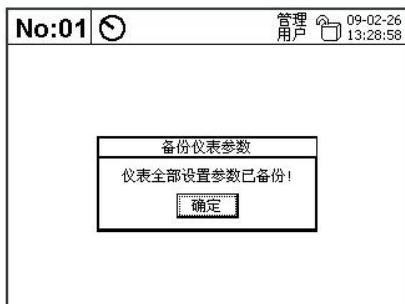 No:01
管理用户
09-02-26
13:28:58
备份仪表参数
仪表全部设置参数已备份!
确定